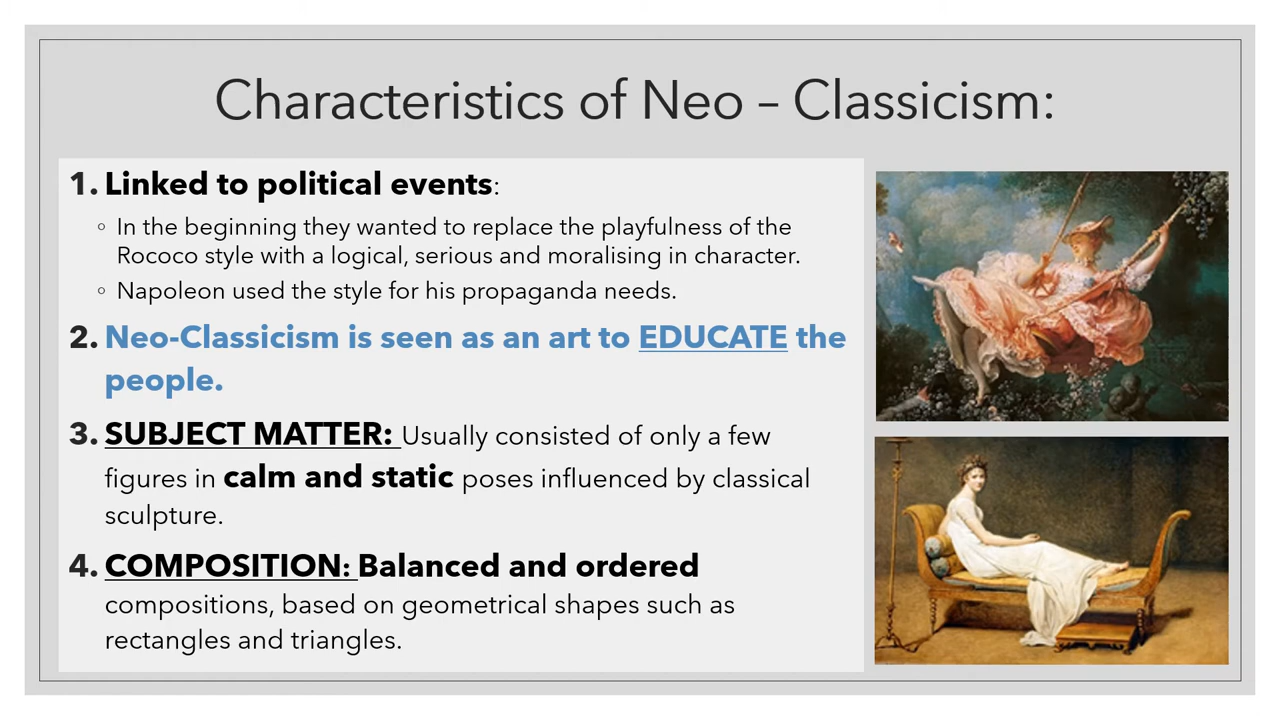 Characteristics of Neo – Classicism:
1. Linked to political events:
◦ In the beginning they wanted to replace the playfulness of the
Rococo style with a logical, serious and moralising in character.
◦ Napoleon used the style for his propaganda needs.
2. Neo-Classicism is seen as an art to EDUCATE the
people.
3. SUBJECT MATTER: Usually consisted of only a few
figures in calm and static poses influenced by classical
sculpture.
4. COMPOSITION: Balanced and ordered
compositions, based on geometrical shapes such as
rectangles and triangles.